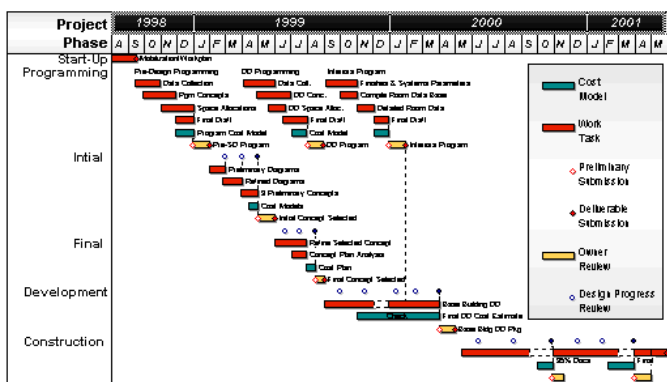 Project 1998 1999 2000 2001
Phase A S O N D J F M A M J J A S O N D J F M A M J J A S O N D J F M A M
Start-Up Mobilization/Workplan
Programming Pre-Design Programming DD Programming Interiors Program
Data Collection Data Coll. Finishes & Systems Parameters
Pgm Concepts DD Conc. Compile Room Data Base
Space Allocations DD Space Alloc. Detailed Room Data
Final Draft Final Draft Final Draft
Program Cost Model Cost Model
Pre-SD Program DD Program Interiors Program
Intial
Preliminary Diagrams
Refined Diagrams
3 Preliminary Concepts
Cost Models
Initial Concept Selected
Final
Refine Selected Concept
Concept Plan Analysis
Cost Plan
Final Concept Selected
Development
Base Building DD
Check Final DD Cost Estimate
Base Bldg DD Pkg
Construction
95% Docs Final
Cost
Model
Work
Task
Preliminary
Submission
Deliverable
Submission
Owner
Review
Design Progress
Review